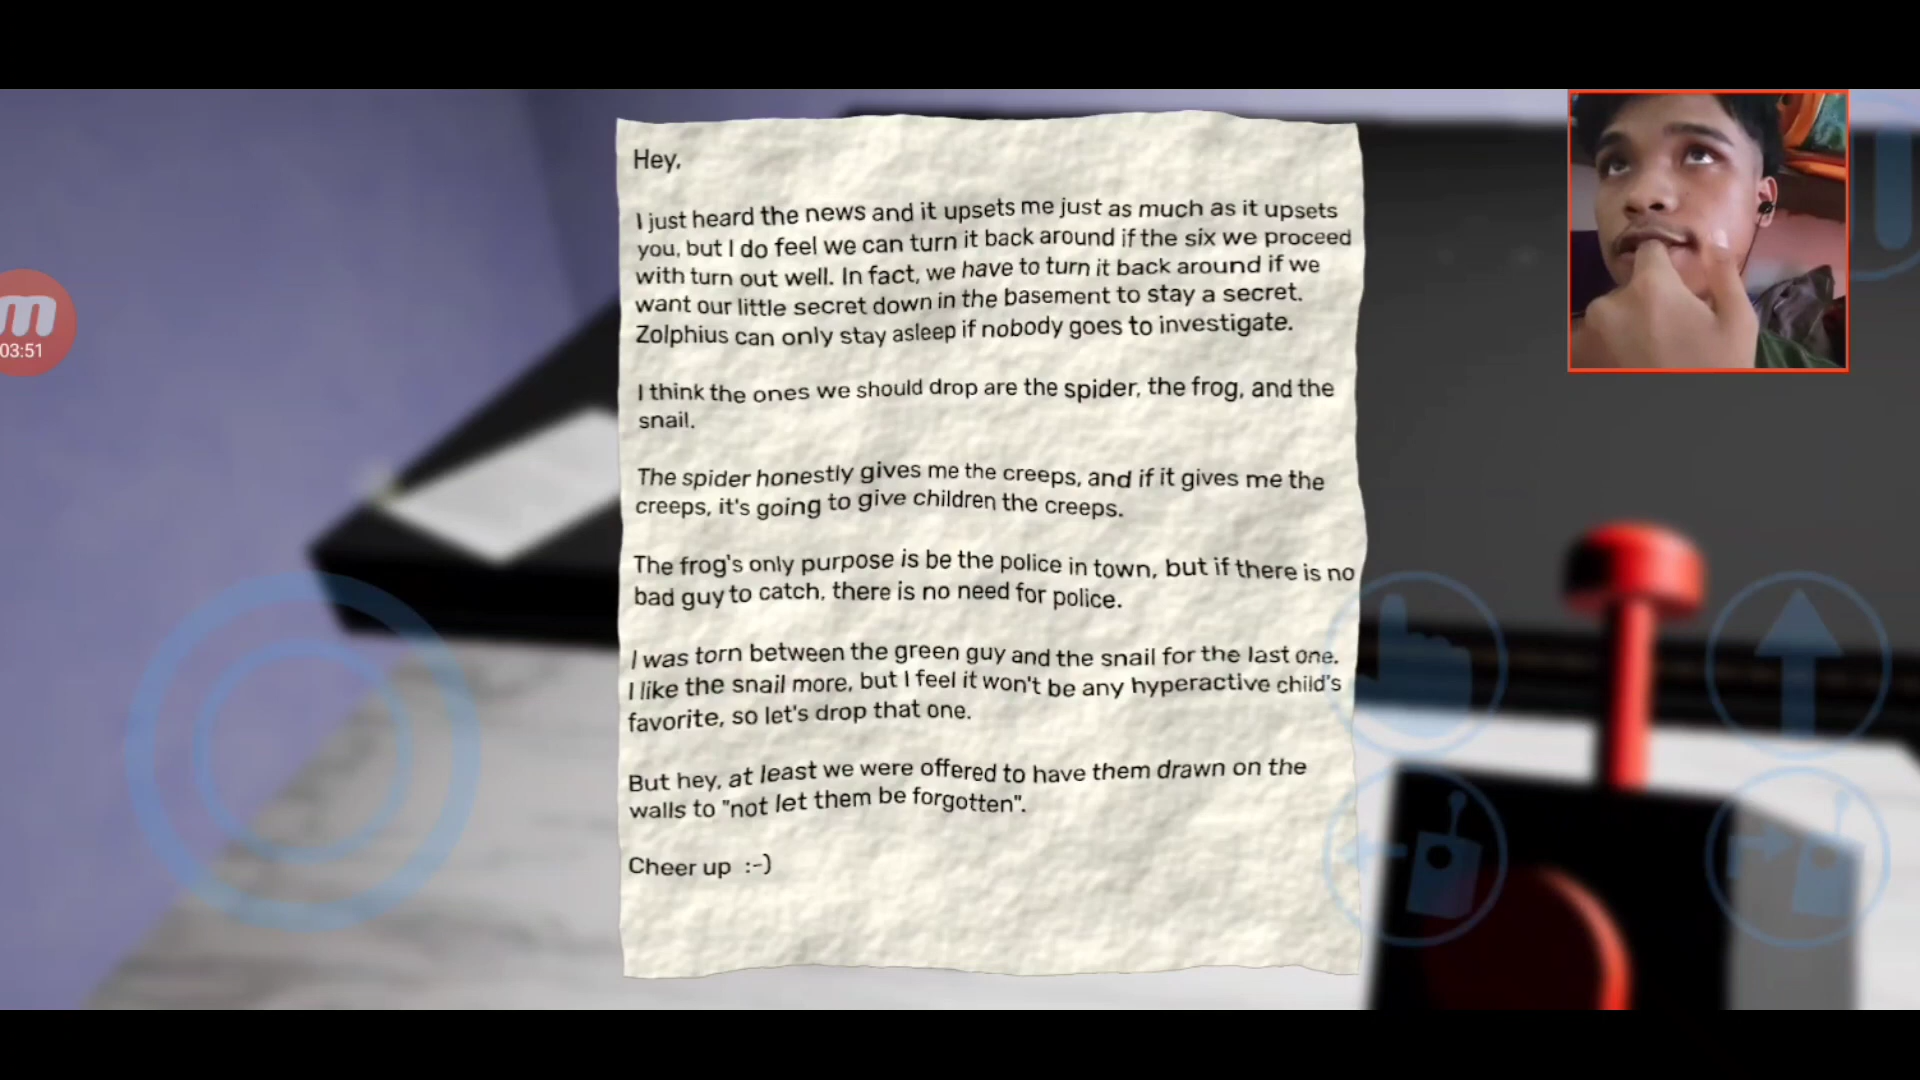 Hey,
I just heard the news and it upsets me just as much as it upsets
you, but I do feel we can turn it back around if the six we proceed
with turn out well. In fact, we have to turn it back around if we
want our little secret down in the basement to stay a secret.
Zolphius can only stay asleep if nobody goes to investigate.
I think the ones we should drop are the spider, the frog, and the
snail.
The spider honestly gives me the creeps, and if it gives me the
creeps, it's going to give children the creeps.
The frog's only purpose is be the police in town, but if there is no
bad guy to catch, there is no need for police.
I was torn between the green guy and the snail for the last one.
I like the snail more, but I feel it won't be any hyperactive child's
favorite, so let's drop that one.
But hey, at least we were offered to have them drawn on the
walls to "not let them be forgotten".
Cheer up :-)
m
03:51